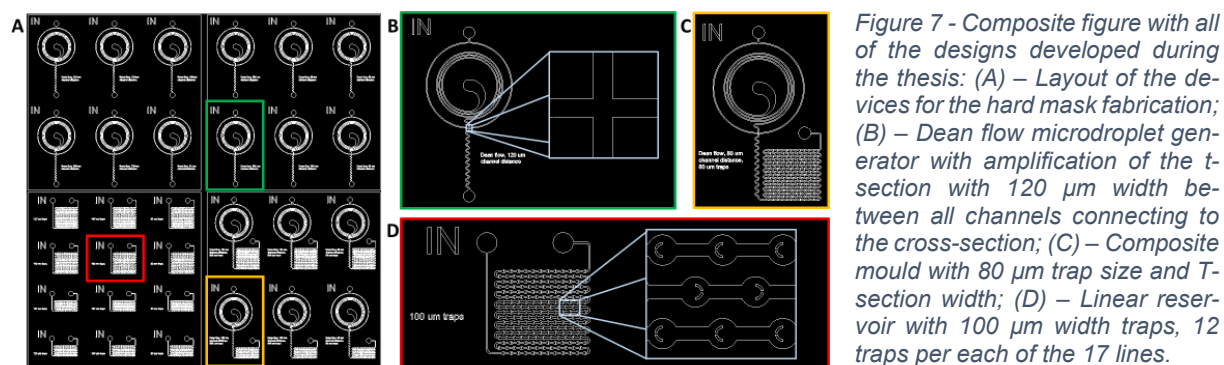 A
IN IN IN IN IN IN
IN IN IN IN IN IN
IN IN IN IN IN IN
IN IN IN
IN IN IN IN IN IN
IN IN IN
B
IN
Dean flow, 120 um
channel distance
C
IN
Dean flow, 80 um
channel distance,
80 um traps
D
IN
100 um traps
Figure 7 - Composite figure with all
of the designs developed during
the thesis: (A) – Layout of the de-
vices for the hard mask fabrication;
(B) – Dean flow microdroplet gen-
erator with amplification of the t-
section with 120 µm width be-
tween all channels connecting to
the cross-section; (C) – Composite
mould with 80 µm trap size and T-
section width; (D) – Linear reser-
voir with 100 µm width traps, 12
traps per each of the 17 lines.